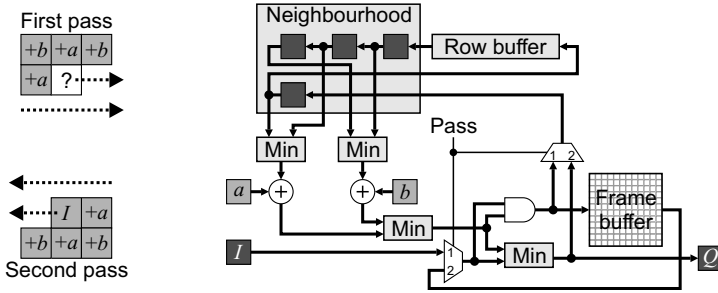 First pass
+b +a +b
+a ?
I +a
+b +a +b
Second pass
Neighbourhood
Row buffer
Pass
Min Min
1 2
a + + b
Min
Frame
buffer
I
1
2
Min
Q